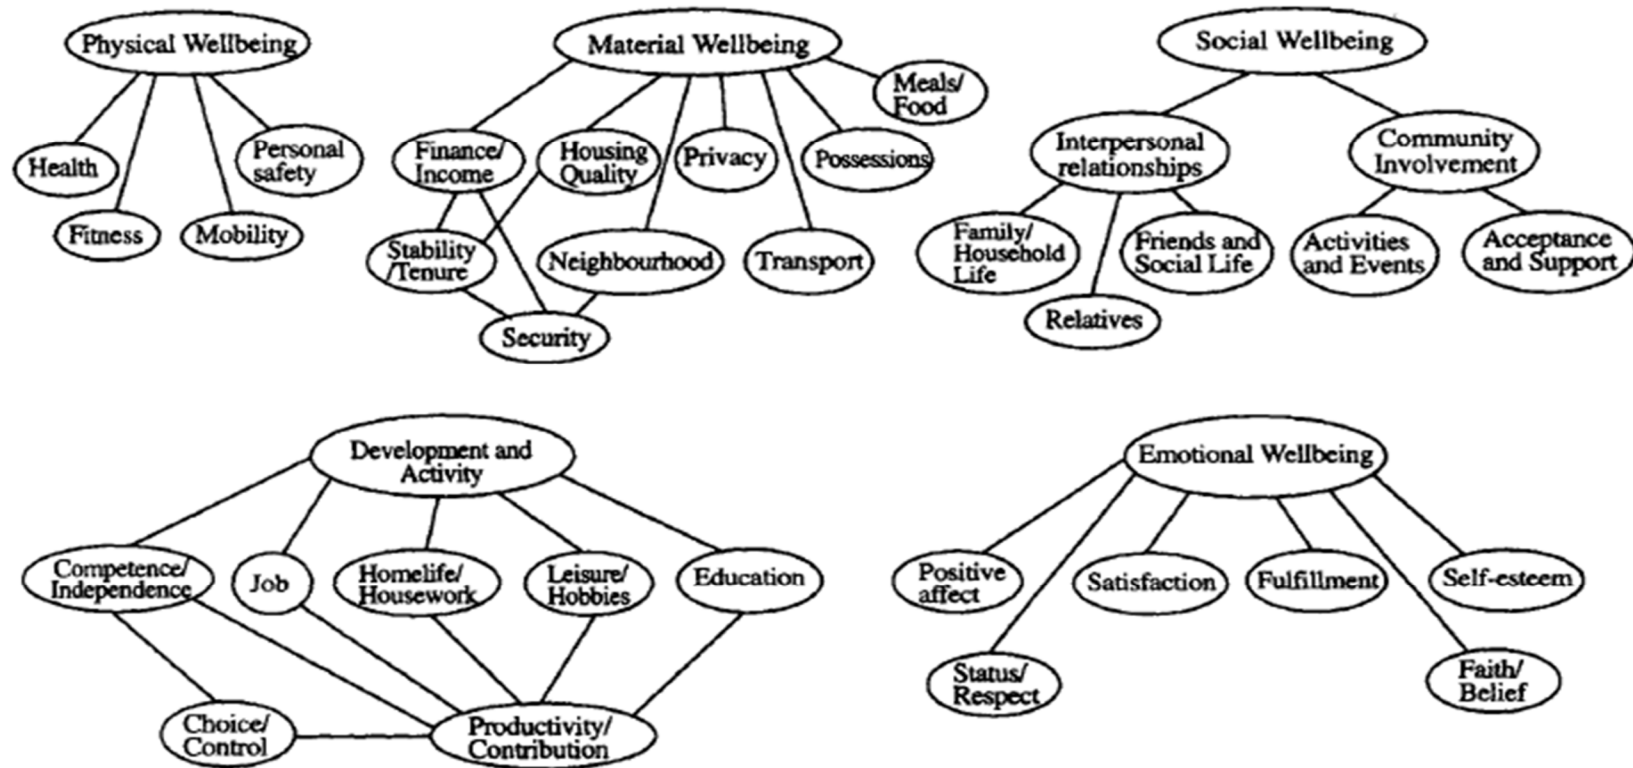 Physical Wellbeing
Health
Fitness
Mobility
Personal
safety
Material Wellbeing
Meals/
Food
Finance/
Income
Housing
Quality
Privacy
Possessions
Stability
/Tenure
Neighbourhood
Transport
Security
Social Wellbeing
Interpersonal
relationships
Community
Involvement
Family/
Household
Life
Friends and
Social Life
Relatives
Activities
and Events
Acceptance
and Support
Development and
Activity
Competence/
Independence
Job
Homelife/
Housework
Leisure/
Hobbies
Education
Choice/
Control
Productivity/
Contribution
Emotional Wellbeing
Positive
affect
Satisfaction
Fulfillment
Self-esteem
Status/
Respect
Faith/
Belief